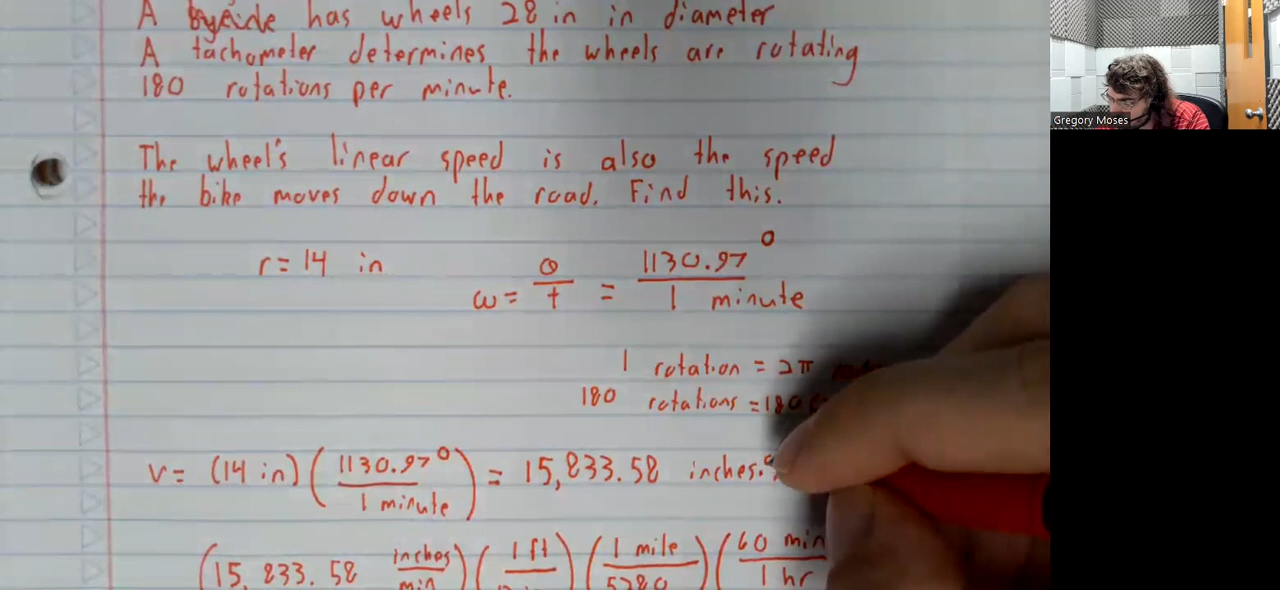 A bycicle has wheels 28 in in diameter
A tachometer determines the wheels are rotating
180 rotations per minute.
The wheel's linear speed is also the speed
the bike moves down the road. Find this.
r = 14 in
ω = θ/t = 1130.97°/1 minute
1 rotation = 2π
180 rotations = 180
v = (14 in) (1130.97°/1 minute) = 15,833.58 inches.
(15,833.58 inches/min) (1 ft/) (1 mile/5280) (60 min/1 hr
Gregory Moses